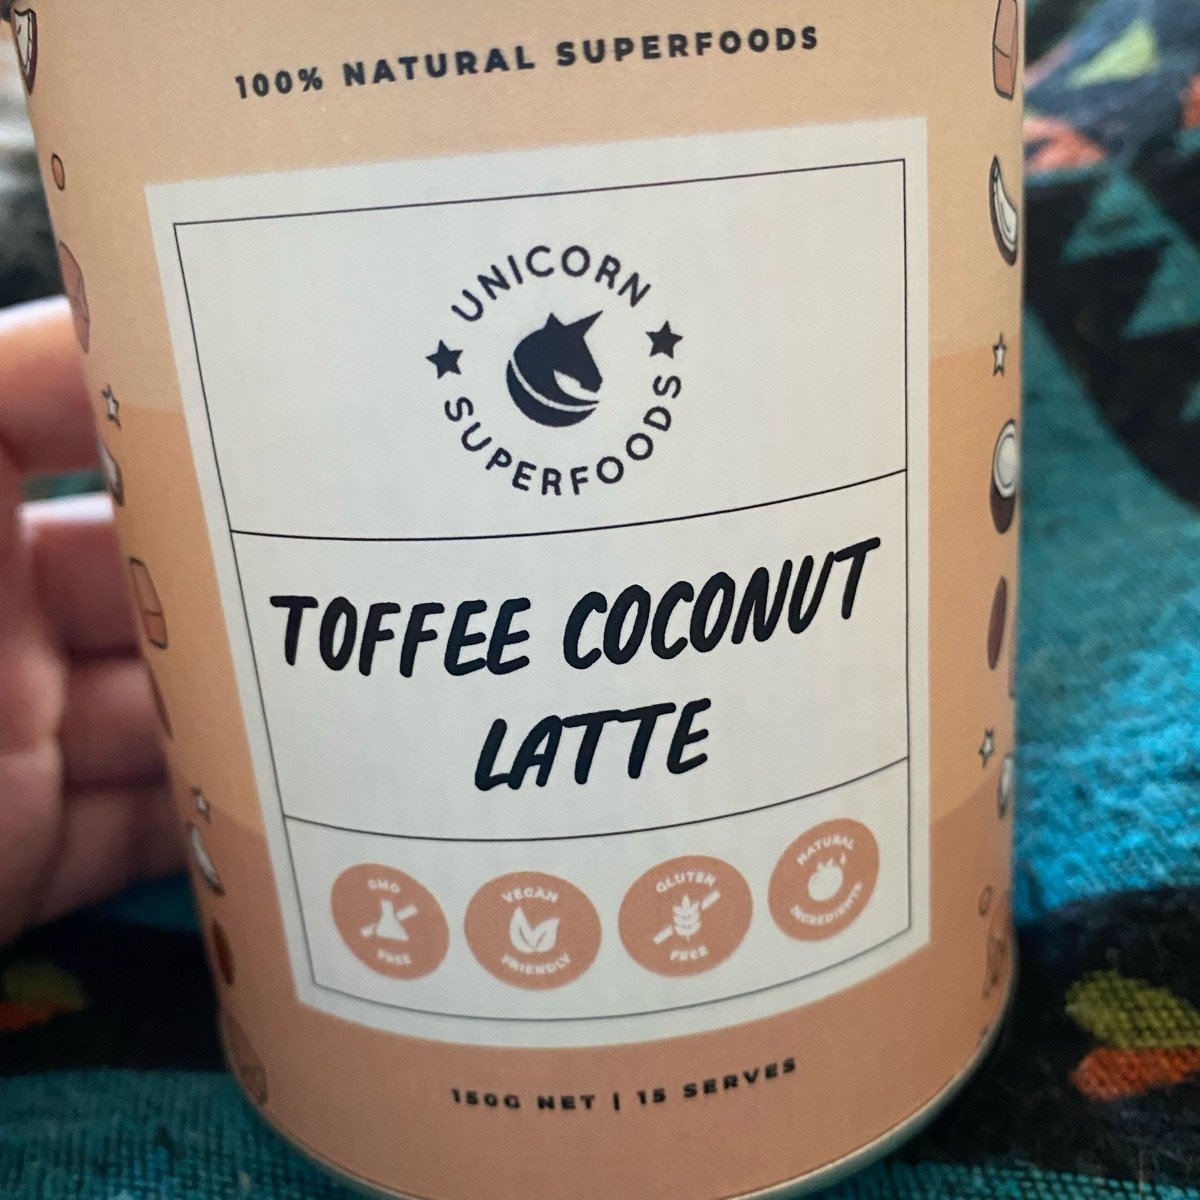 100% NATURAL SUPERFOODS
UNICORN
SUPERFOODS
TOFFEE COCONUT
LATTE
GMO
FREE
VEGAN
FRIENDLY
GLUTEN
FREE
NATURAL
INGREDIENTS
150G NET | 15 SERVES